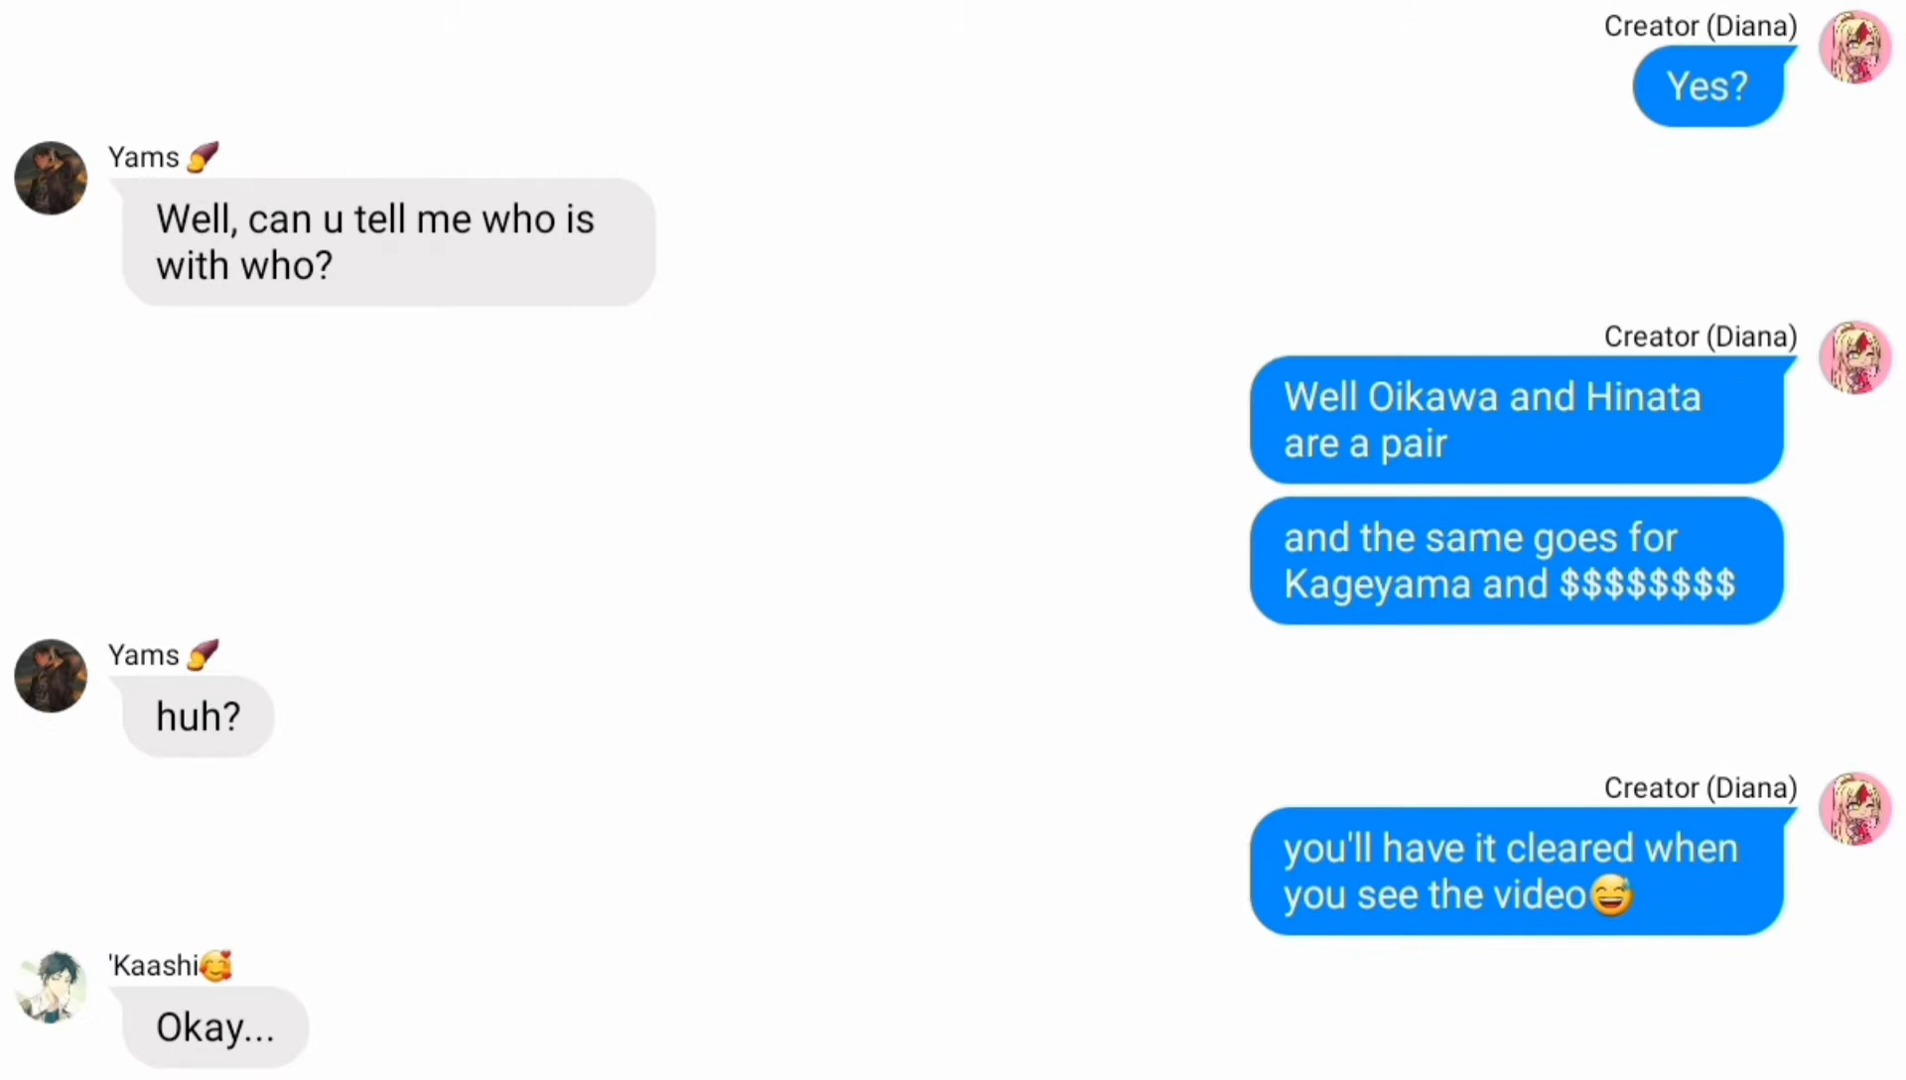 Creator (Diana)
Yes?
Yams 🍠
Well, can u tell me who is
with who?
Creator (Diana)
Well Oikawa and Hinata
are a pair
and the same goes for
Kageyama and $$$$$$$$
Yams 🍠
huh?
Creator (Diana)
you'll have it cleared when
you see the video😅
'Kaashi🥰
Okay...